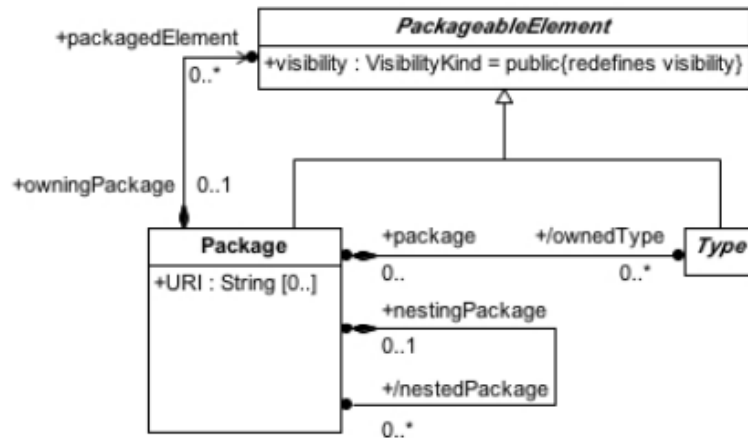 PackageableElement
+packagedElement
+visibility : VisibilityKind = public{redefines visibility}
0..*
+owningPackage
0..1
Package
+package
+/ownedType
Type
0..
0..*
+URI : String [0..]
+nestingPackage
0..1
+/nestedPackage
0..*